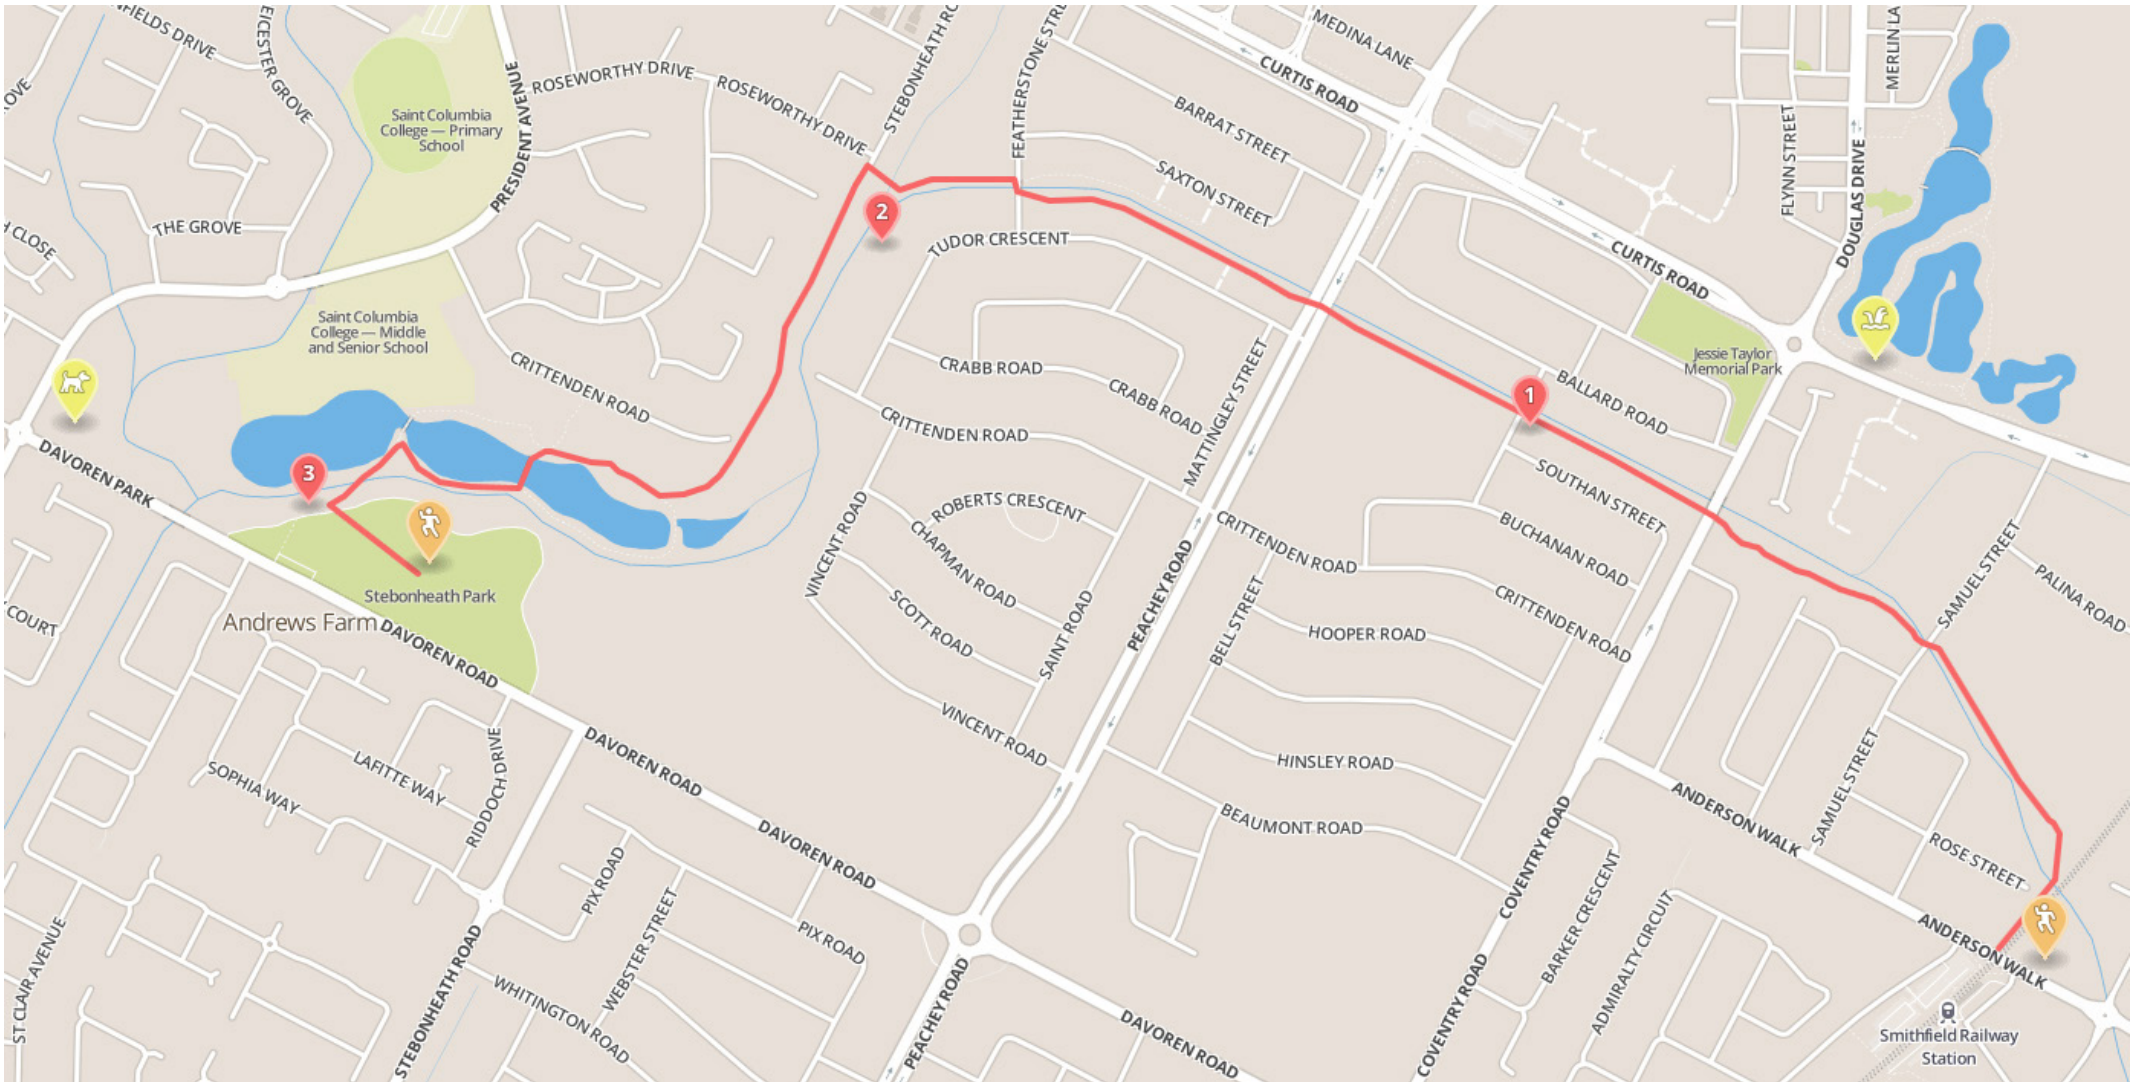 NFIELDS DRIVE
EICESTER GROVE
OVE
Saint Columbia
College — Primary
School
PRESIDENT AVENUE
ROSEWORTHY DRIVE
ROSEWORTHY DRIVE
STEBONHEATH RO
FEATHERSTONE STRE
MEDINA LANE
CURTIS ROAD
BARRAT STREET
SAXTON STREET
FLYNN STREET
DOUGLAS DRIVE
MERLIN LA
THE GROVE
H CLOSE
2
TUDOR CRESCENT
CURTIS ROAD
Saint Columbia
College — Middle
and Senior School
CRITTENDEN ROAD
CRABB ROAD
CRABB ROAD
MATTINGLEY STREET
Jessie Taylor
Memorial Park
1
BALLARD ROAD
CRITTENDEN ROAD
DAVOREN PARK
3
SOUTHAN STREET
ROBERTS CRESCENT
VINCENT ROAD
CHAPMAN ROAD
CRITTENDEN ROAD
BUCHANAN ROAD
SAMUEL STREET
PALINA ROAD
Stebonheath Park
Andrews Farm
COURT
DAVOREN ROAD
SCOTT ROAD
SAINT ROAD
PEACHEY ROAD
BELL STREET
HOOPER ROAD
CRITTENDEN ROAD
VINCENT ROAD
DAVOREN ROAD
LAFITTE WAY
SOPHIA WAY
RIDDOCH DRIVE
HINSLEY ROAD
ANDERSON WALK
SAMUEL STREET
BEAUMONT ROAD
DAVOREN ROAD
ROSE STREET
PIX ROAD
WEBSTER STREET
PIX ROAD
COVENTRY ROAD
BARKER CRESCENT
ADMIRALTY CIRCUIT
ANDERSON WALK
ST CLAIR AVENUE
STEBONHEATH ROAD
WHITINGTON ROAD
PEACHEY ROAD
DAVOREN ROAD
COVENTRY ROAD
Smithfield Railway
Station